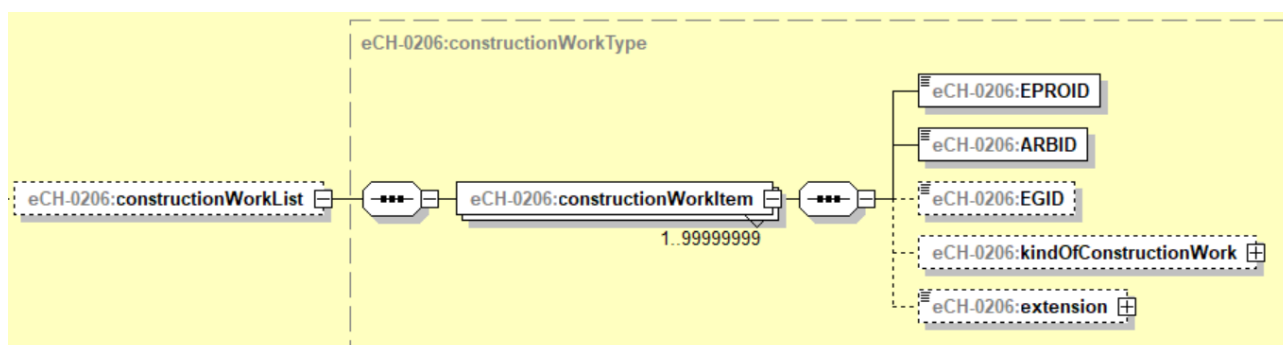 eCH-0206:constructionWorkType
eCH-0206:EPROID
eCH-0206:ARBID
eCH-0206:constructionWorkList
eCH-0206:constructionWorkItem
eCH-0206:EGID
1..99999999
eCH-0206:kindOfConstructionWork
eCH-0206:extension